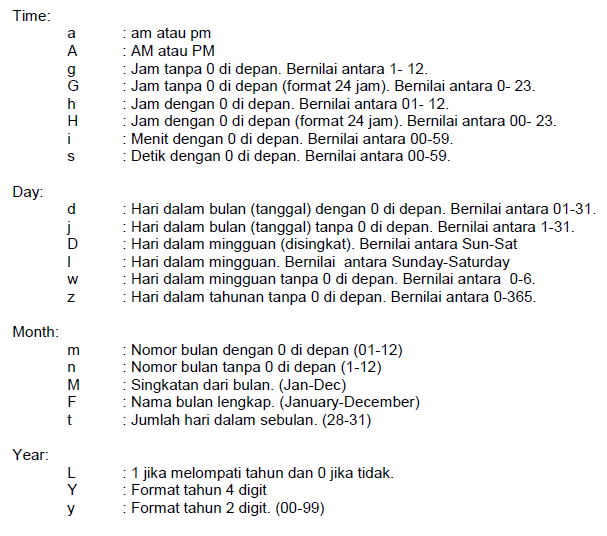 Time:
a : am atau pm
A : AM atau PM
g : Jam tanpa 0 di depan. Bernilai antara 1- 12.
G : Jam tanpa 0 di depan (format 24 jam). Bernilai antara 0- 23.
h : Jam dengan 0 di depan. Bernilai antara 01- 12.
H : Jam dengan 0 di depan (format 24 jam). Bernilai antara 00- 23.
i : Menit dengan 0 di depan. Bernilai antara 00-59.
s : Detik dengan 0 di depan. Bernilai antara 00-59.
Day:
d : Hari dalam bulan (tanggal) dengan 0 di depan. Bernilai antara 01-31.
j : Hari dalam bulan (tanggal) tanpa 0 di depan. Bernilai antara 1-31.
D : Hari dalam mingguan (disingkat). Bernilai antara Sun-Sat
l : Hari dalam mingguan. Bernilai antara Sunday-Saturday
w : Hari dalam mingguan tanpa 0 di depan. Bernilai antara 0-6.
z : Hari dalam tahunan tanpa 0 di depan. Bernilai antara 0-365.
Month:
m : Nomor bulan dengan 0 di depan (01-12)
n : Nomor bulan tanpa 0 di depan (1-12)
M : Singkatan dari bulan. (Jan-Dec)
F : Nama bulan lengkap. (January-December)
t : Jumlah hari dalam sebulan. (28-31)
Year:
L : 1 jika melompati tahun dan 0 jika tidak.
Y : Format tahun 4 digit
y : Format tahun 2 digit. (00-99)